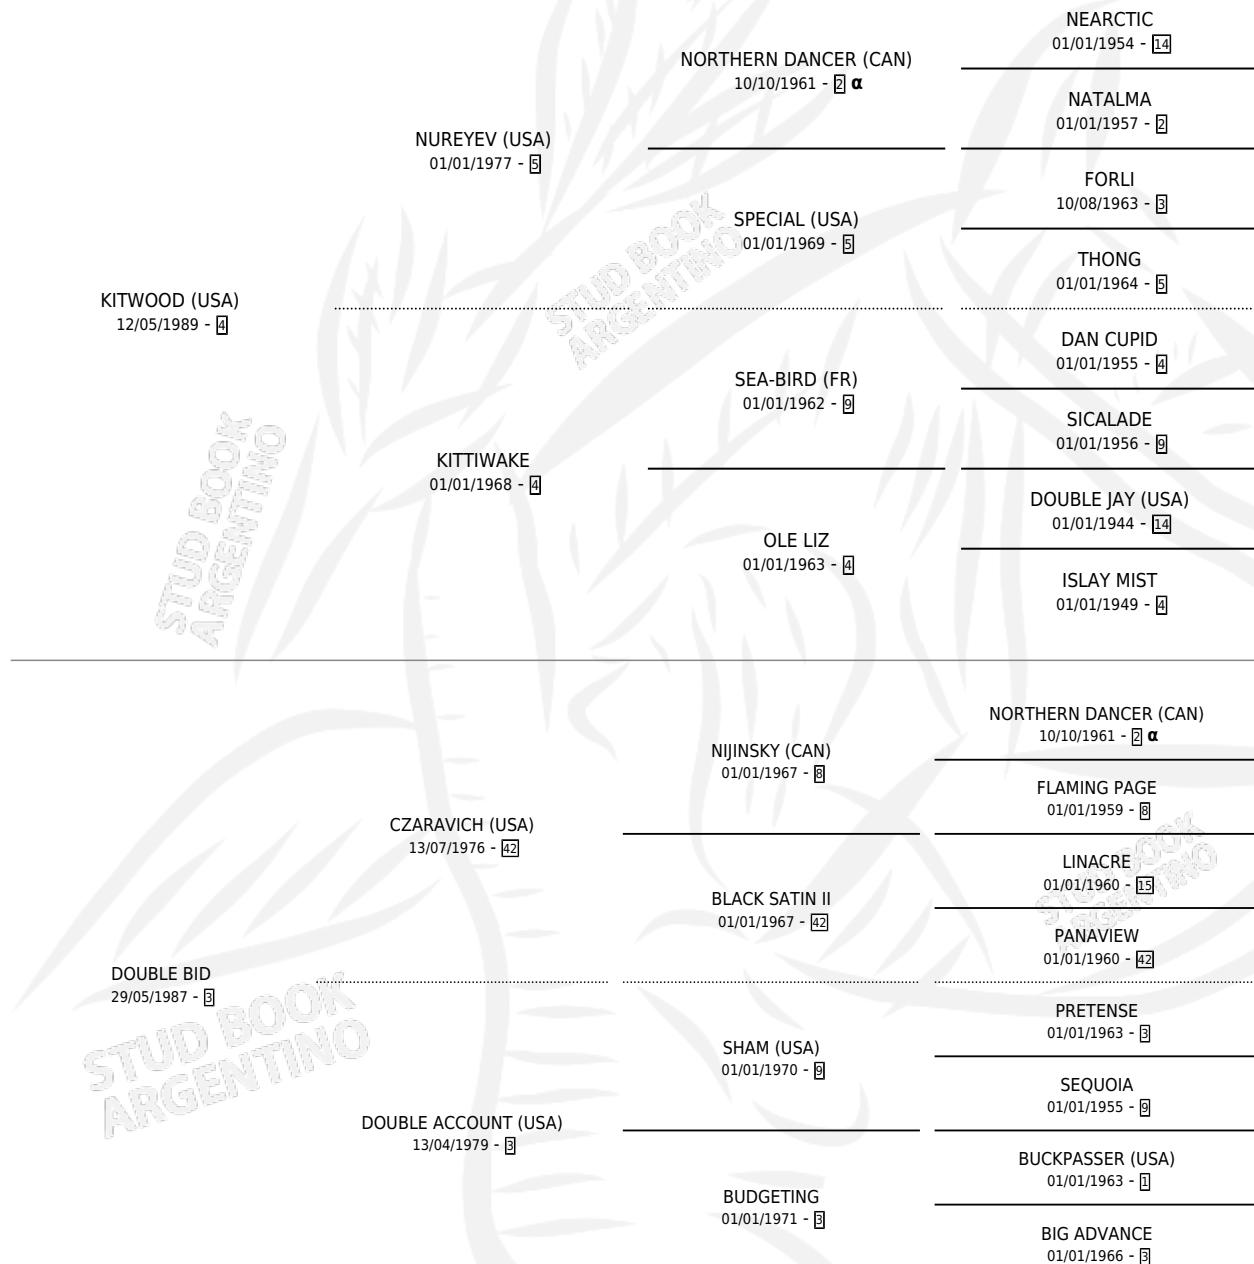 NEARCTIC
01/01/1954 - 14
NORTHERN DANCER (CAN)
10/10/1961 - 2 α
NATALMA
01/01/1957 - 2
NUREYEV (USA)
01/01/1977 - 5
FORLI
10/08/1963 - 3
SPECIAL (USA)
01/01/1969 - 5
THONG
01/01/1964 - 5
KITWOOD (USA)
12/05/1989 - 4
DAN CUPID
01/01/1955 - 4
SEA-BIRD (FR)
01/01/1962 - 9
SICALADE
01/01/1956 - 9
KITTIWAKE
01/01/1968 - 4
DOUBLE JAY (USA)
01/01/1944 - 14
OLE LIZ
01/01/1963 - 4
ISLAY MIST
01/01/1949 - 4
NORTHERN DANCER (CAN)
10/10/1961 - 2 α
NIJINSKY (CAN)
01/01/1967 - 8
FLAMING PAGE
01/01/1959 - 8
CZARAVICH (USA)
13/07/1976 - 42
LINACRE
01/01/1960 - 15
BLACK SATIN II
01/01/1967 - 42
PANAVIEW
01/01/1960 - 42
DOUBLE BID
29/05/1987 - 3
PRETENSE
01/01/1963 - 3
SHAM (USA)
01/01/1970 - 9
SEQUOIA
01/01/1955 - 9
DOUBLE ACCOUNT (USA)
13/04/1979 - 3
BUCKPASSER (USA)
01/01/1963 - 1
BUDGETING
01/01/1971 - 3
BIG ADVANCE
01/01/1966 - 3
STUD BOOK
ARGENTINO
STUD BOOK
ARGENTINO
STUD BOOK
ARGENTINO
STUD BOOK
ARGENTINO